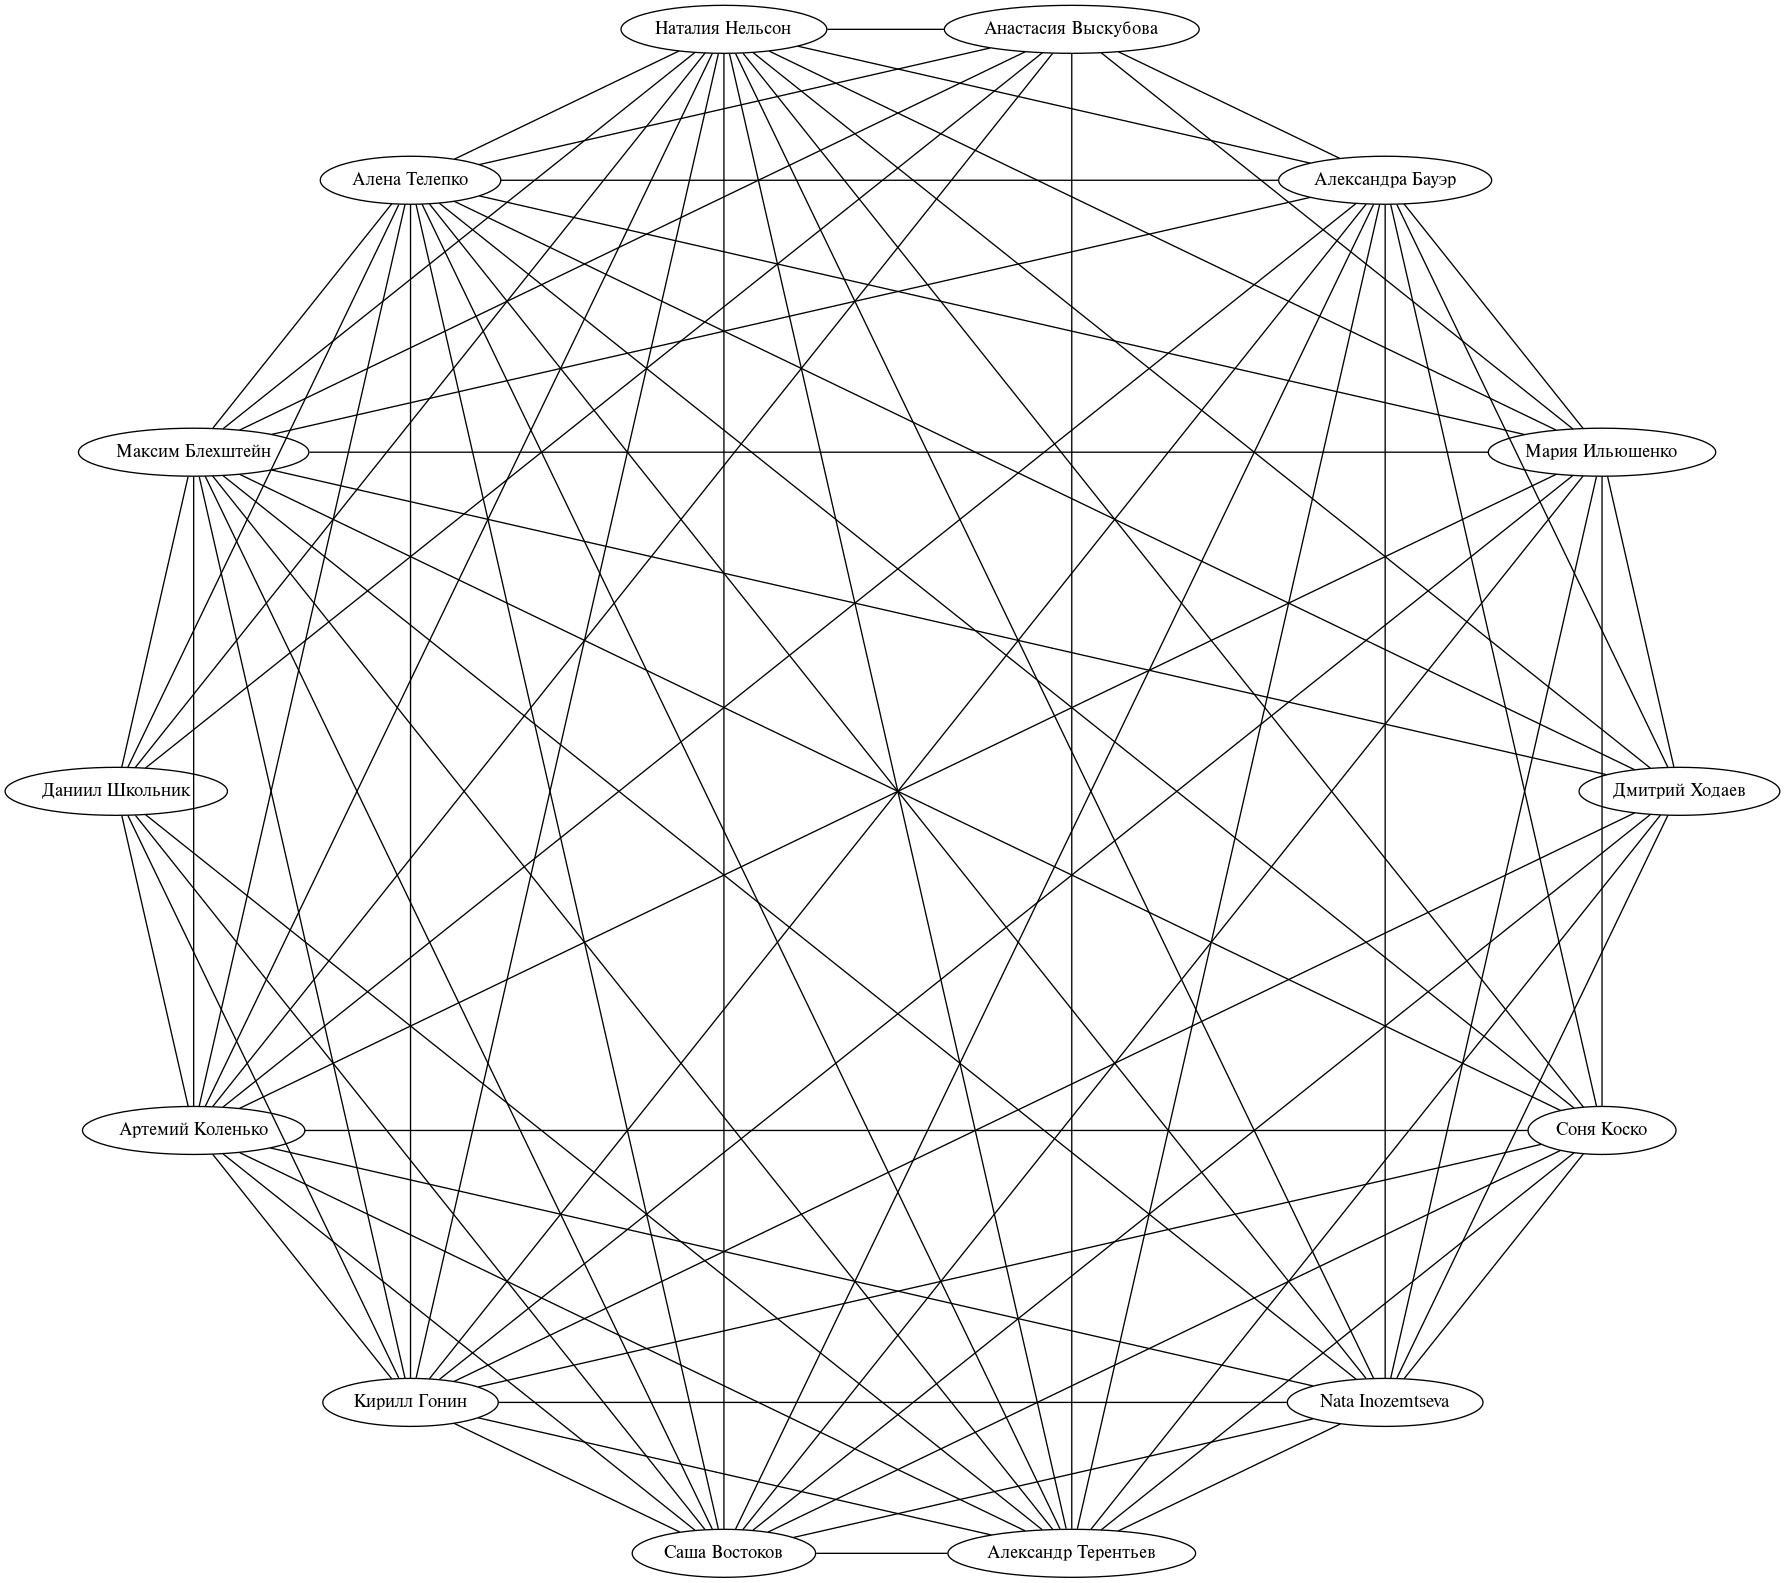 Наталия Нельсон
Анастасия Выскубова
Алена Телепко
Александра Бауэр
Максим Блехштейн
Мария Ильюшенко
Даниил Школьник
Дмитрий Ходаев
Артемий Коленько
Соня Коско
Кирилл Гонин
Nata Inozemtseva
Саша Востоков
Александр Терентьев